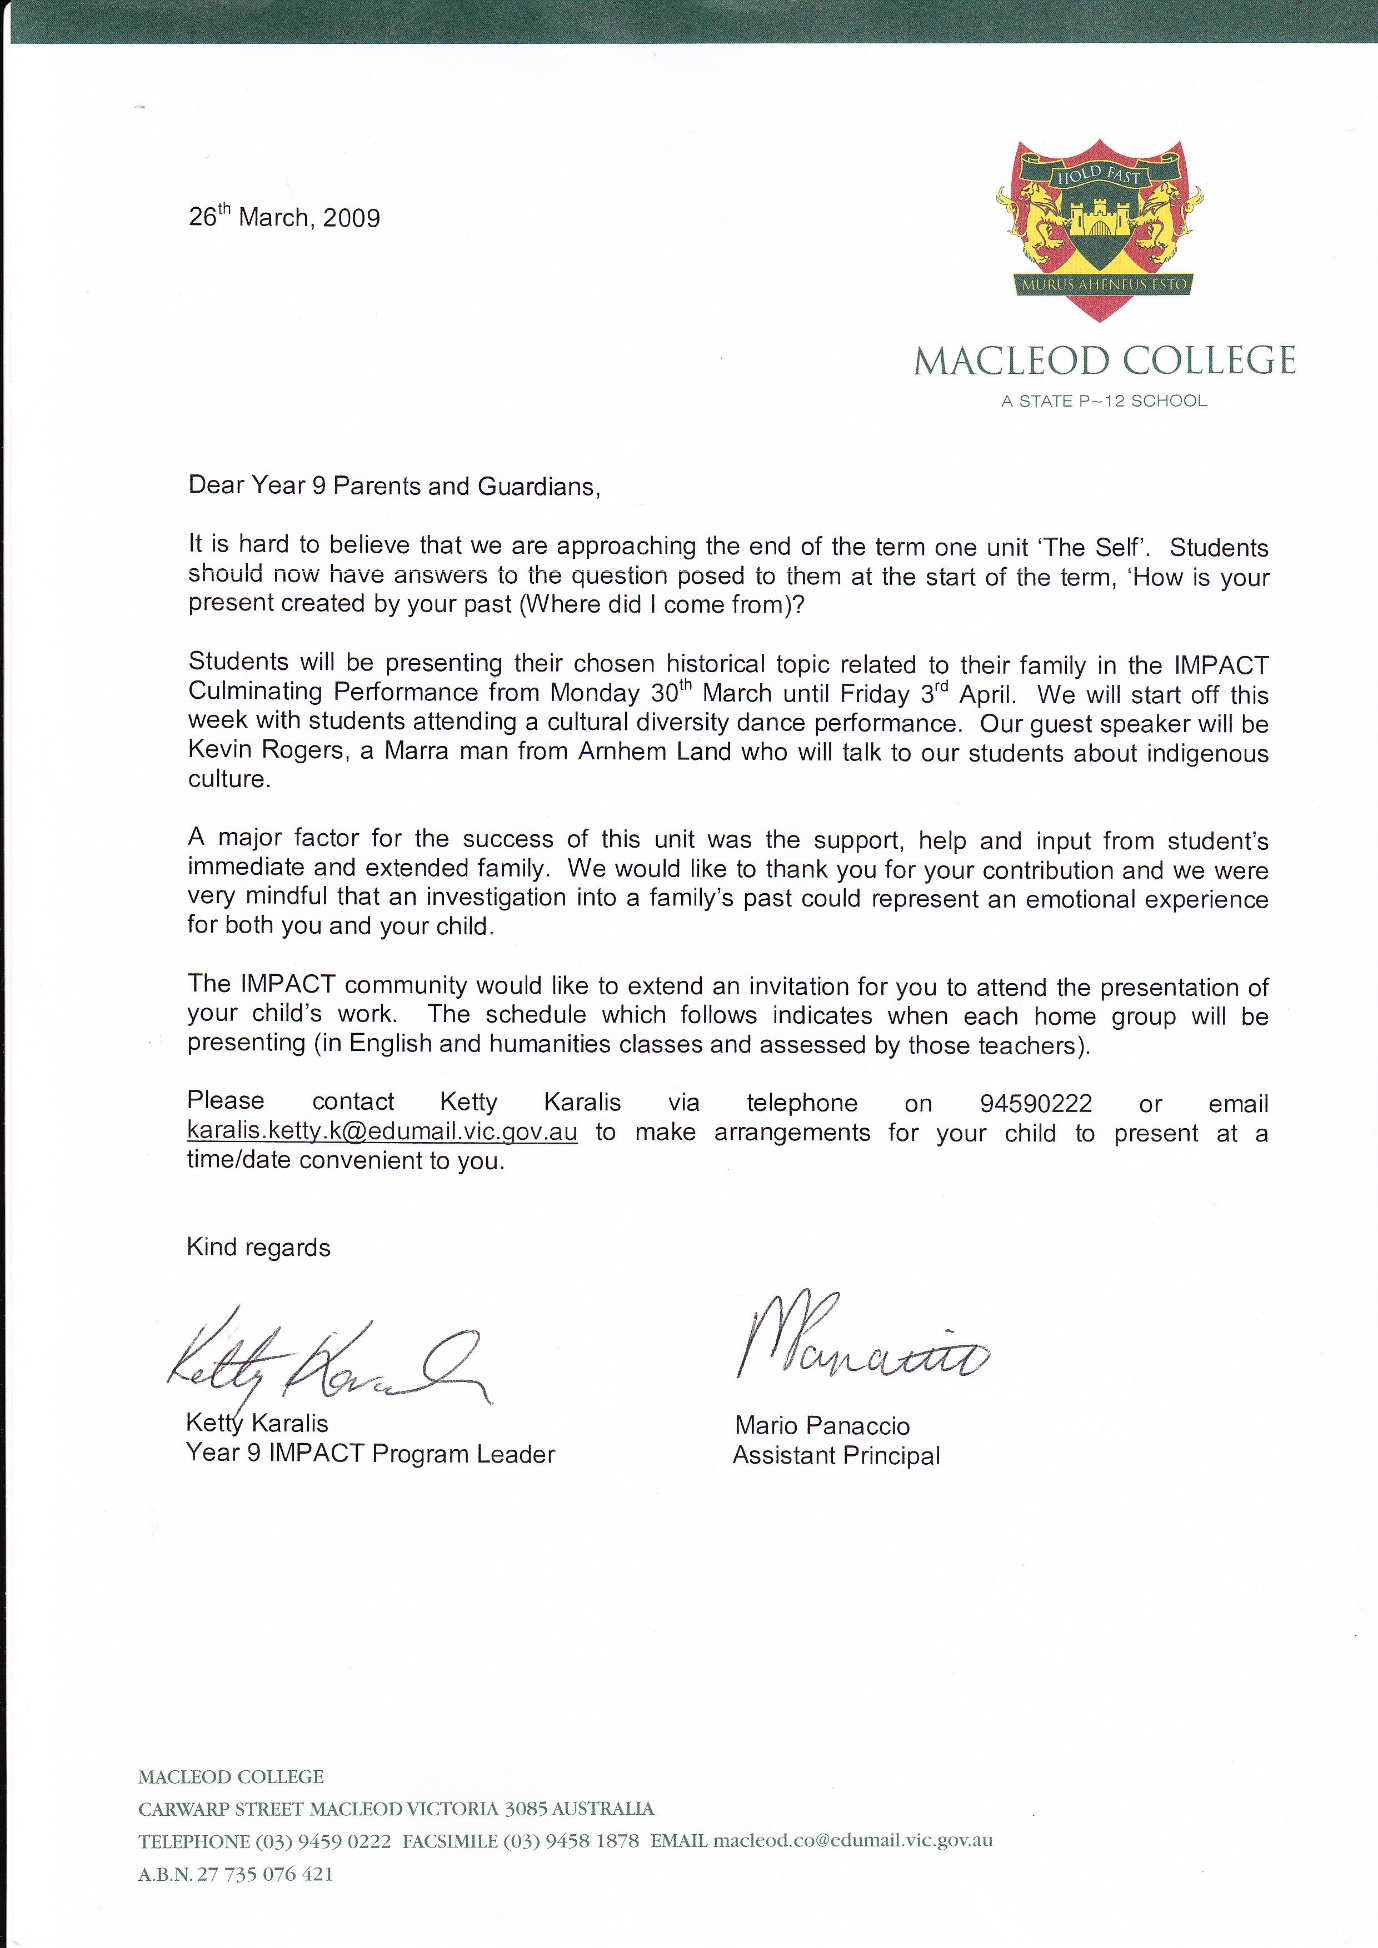 HOLD FAST
MURUS AHENEUS ESTO
MACLEOD COLLEGE
A STATE P~12 SCHOOL
26th March, 2009
Dear Year 9 Parents and Guardians,
It is hard to believe that we are approaching the end of the term one unit ‘The Self’. Students
should now have answers to the question posed to them at the start of the term, ‘How is your
present created by your past (Where did I come from)?
Students will be presenting their chosen historical topic related to their family in the IMPACT
Culminating Performance from Monday 30th March until Friday 3rd April. We will start off this
week with students attending a cultural diversity dance performance. Our guest speaker will be
Kevin Rogers, a Marra man from Arnhem Land who will talk to our students about indigenous
culture.
A major factor for the success of this unit was the support, help and input from student’s
immediate and extended family. We would like to thank you for your contribution and we were
very mindful that an investigation into a family’s past could represent an emotional experience
for both you and your child.
The IMPACT community would like to extend an invitation for you to attend the presentation of
your child’s work. The schedule which follows indicates when each home group will be
presenting (in English and humanities classes and assessed by those teachers).
Please contact Ketty Karalis via telephone on 94590222 or email
karalis.ketty.k@edumail.vic.gov.au to make arrangements for your child to present at a
time/date convenient to you.
Kind regards
Ketty Karalis
MPanaccio
Ketty Karalis
Mario Panaccio
Year 9 IMPACT Program Leader
Assistant Principal
MACLEOD COLLEGE
CARWARP STREET MACLEOD VICTORIA 3085 AUSTRALIA
TELEPHONE (03) 9459 0222 FACSIMILE (03) 9458 1878 EMAIL macleod.co@edumail.vic.gov.au
A.B.N. 27 735 076 421